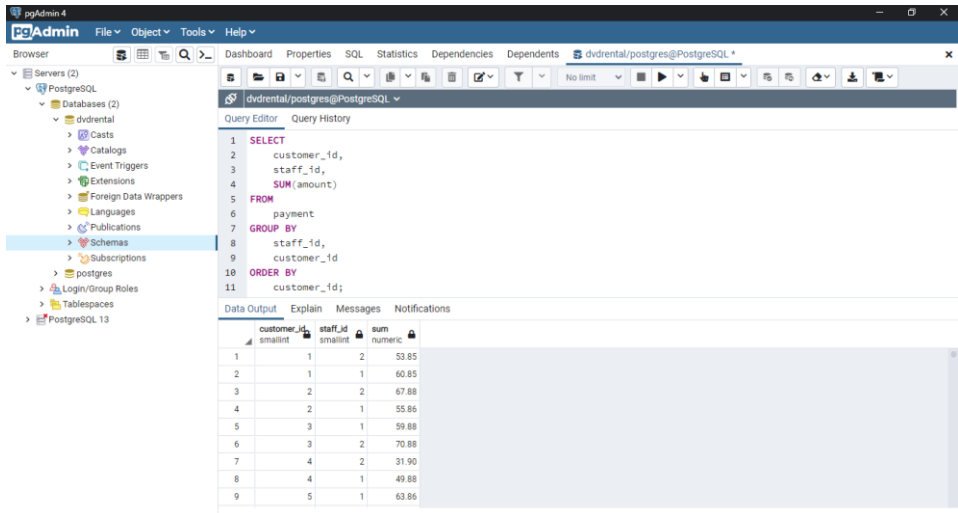 pgAdmin 4
pgAdmin File Object Tools Help
Browser Dashboard Properties SQL Statistics Dependencies Dependents dvdrental/postgres@PostgreSQL *
Servers (2)
PostgreSQL
Databases (2)
dvdrental
Casts
Catalogs
Event Triggers
Extensions
Foreign Data Wrappers
Languages
Publications
Schemas
Subscriptions
postgres
Login/Group Roles
Tablespaces
PostgreSQL 13
No limit
dvdrental/postgres@PostgreSQL
Query Editor Query History
1 SELECT
2 customer_id,
3 staff_id,
4 SUM(amount)
5 FROM
6 payment
7 GROUP BY
8 staff_id,
9 customer_id
10 ORDER BY
11 customer_id;
Data Output Explain Messages Notifications
customer_id staff_id sum
smallint smallint numeric
1 1 2 53.85
2 1 1 60.85
3 2 2 67.88
4 2 1 55.86
5 3 1 59.88
6 3 2 70.88
7 4 2 31.90
8 4 1 49.88
9 5 1 63.86